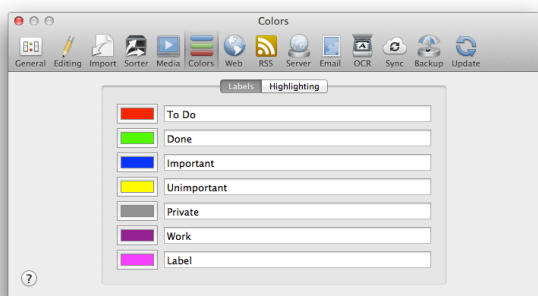 Colors
General Editing Import Sorter Media Colors Web RSS Server Email OCR Sync Backup Update
Labels Highlighting
To Do
Done
Important
Unimportant
Private
Work
Label
?